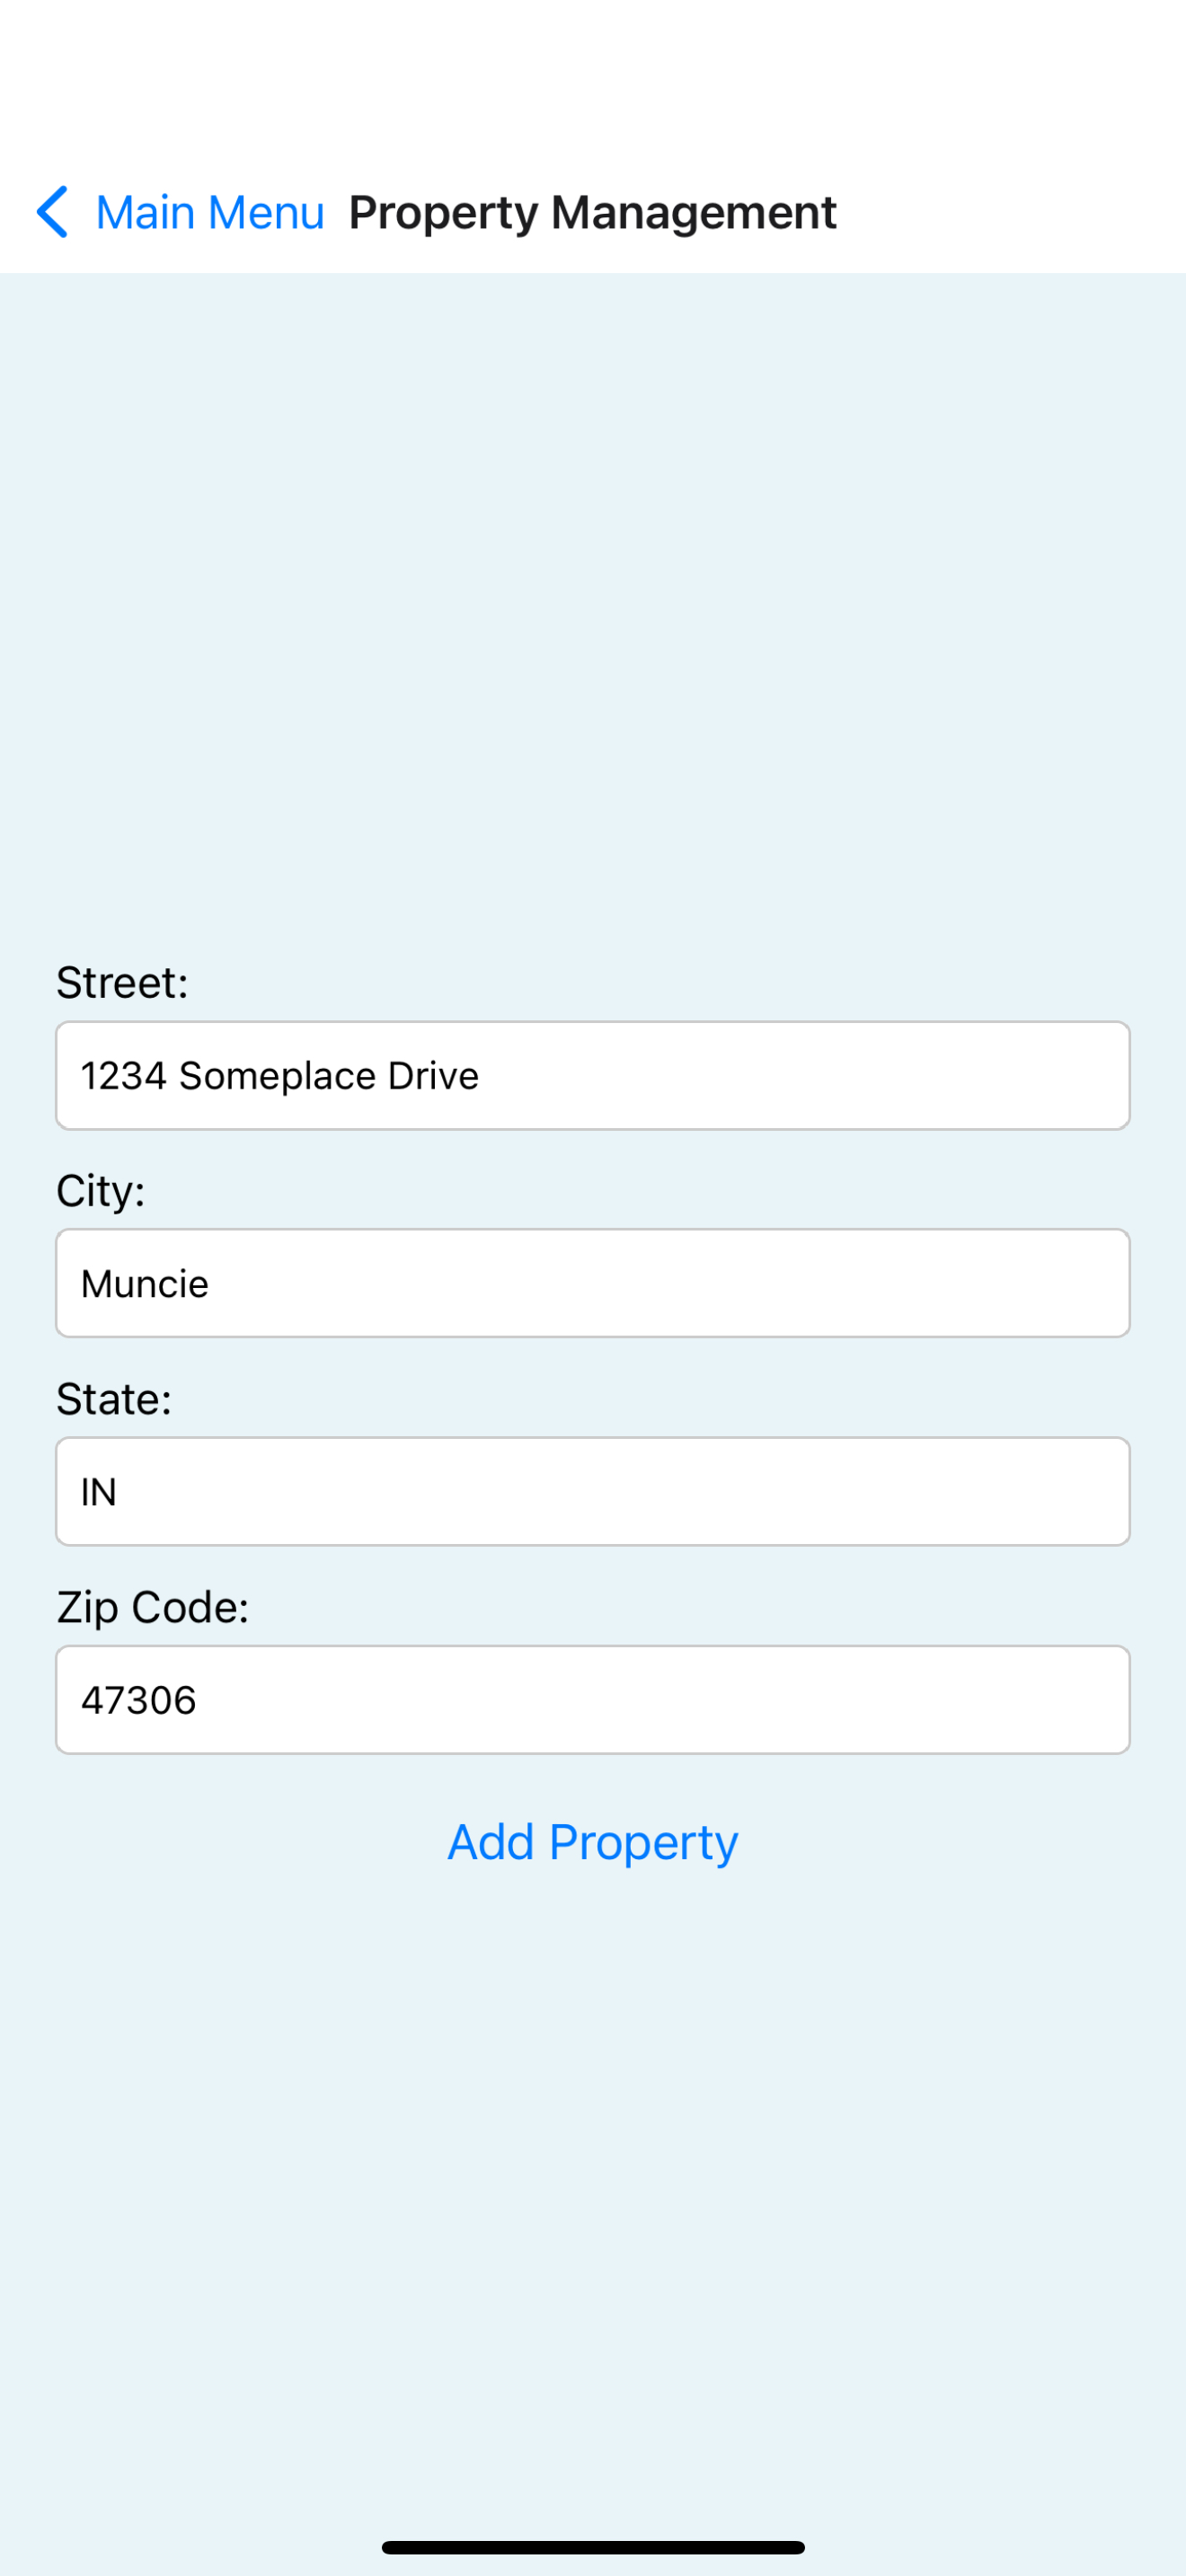 Main Menu Property Management
Street:
1234 Someplace Drive
City:
Muncie
State:
IN
Zip Code:
47306
Add Property